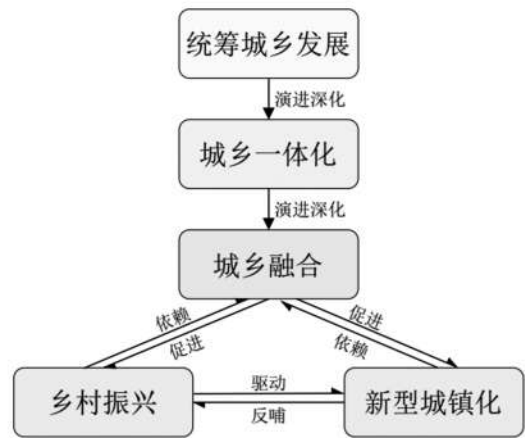 统筹城乡发展
演进深化
城乡一体化
演进深化
城乡融合
依赖
促进
促进
依赖
乡村振兴
驱动
反哺
新型城镇化